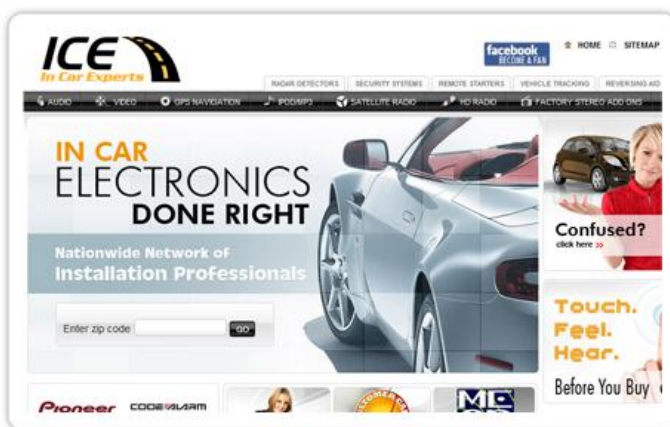 ICE
In Car Experts
facebook
BECOME A FAN
HOME
SITEMAP
RADAR DETECTORS
SECURITY SYSTEMS
REMOTE STARTERS
VEHICLE TRACKING
REVERSING AID
AUDIO
VIDEO
GPS NAVIGATION
IPOD/MP3
SATELLITE RADIO
HD RADIO
FACTORY STEREO ADD ONS
IN CAR
ELECTRONICS
DONE RIGHT
Nationwide Network of
Installation Professionals
Enter zip code
GO
Confused?
click here »
Touch.
Feel.
Hear.
Before You Buy
Pioneer
CODE ALARM